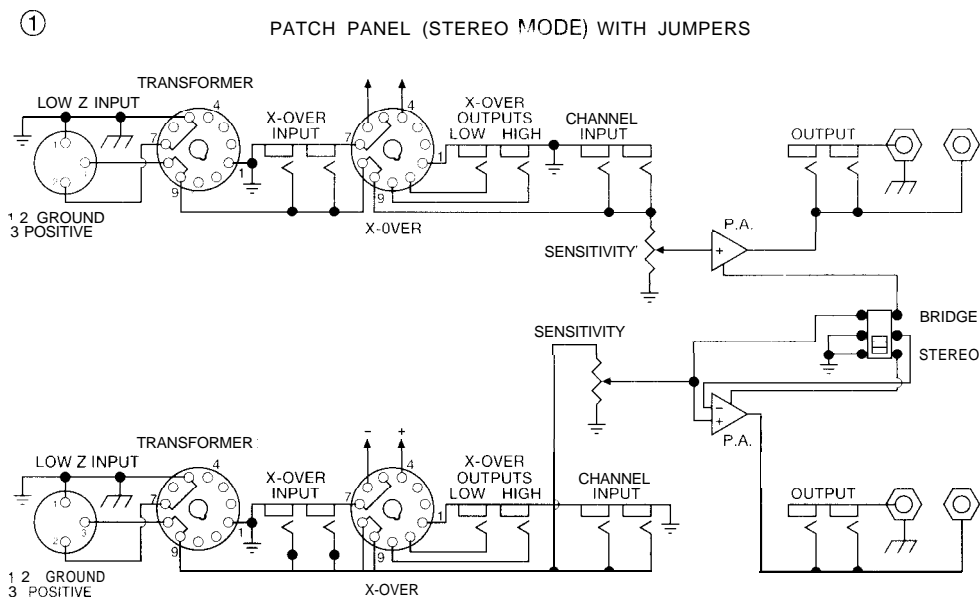 1
PATCH PANEL (STEREO MODE) WITH JUMPERS
TRANSFORMER
LOW Z INPUT
4
7
1
9
1
2
1 2 GROUND
3 POSITIVE
X-OVER
INPUT
4
7
1
9
X-OVER
X-OVER
OUTPUTS
LOW HIGH
CHANNEL
INPUT
OUTPUT
SENSITIVITY
P.A.
+
BRIDGE
STEREO
SENSITIVITY
−
+
P.A.
TRANSFORMER
LOW Z INPUT
4
7
1
9
1
3
2
1 2 GROUND
3 POSITIVE
X-OVER
INPUT
− +
4
7
1
9
X-OVER
X-OVER
OUTPUTS
LOW HIGH
CHANNEL
INPUT
OUTPUT